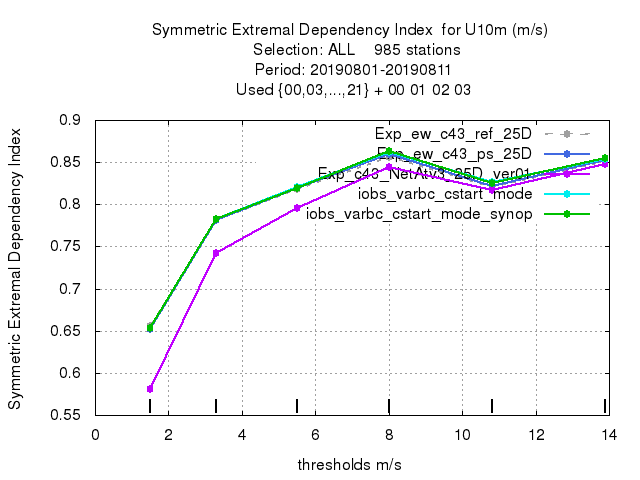 Symmetric Extremal Dependency Index for U10m (m/s)
Selection: ALL 985 stations
Period: 20190801-20190811
Used {00,03,...,21} + 00 01 02 03
Symmetric Extremal Dependency Index
0.9
0.85
0.8
0.75
0.7
0.65
0.6
0.55
Exp_ew_c43_ref_25D
Exp_ew_c43_ps_25D
Exp_c43_NetAtv3_25D_ver01
iobs_varbc_cstart_mode
iobs_varbc_cstart_mode_synop
0 2 4 6 8 10 12 14
thresholds m/s